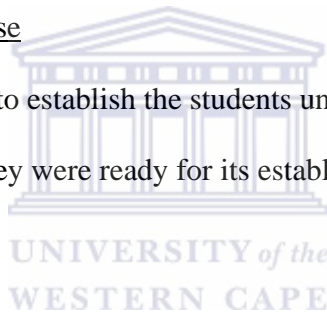 se
to establish the students un
ey were ready for its establ
UNIVERSITY of the
WESTERN CAPE